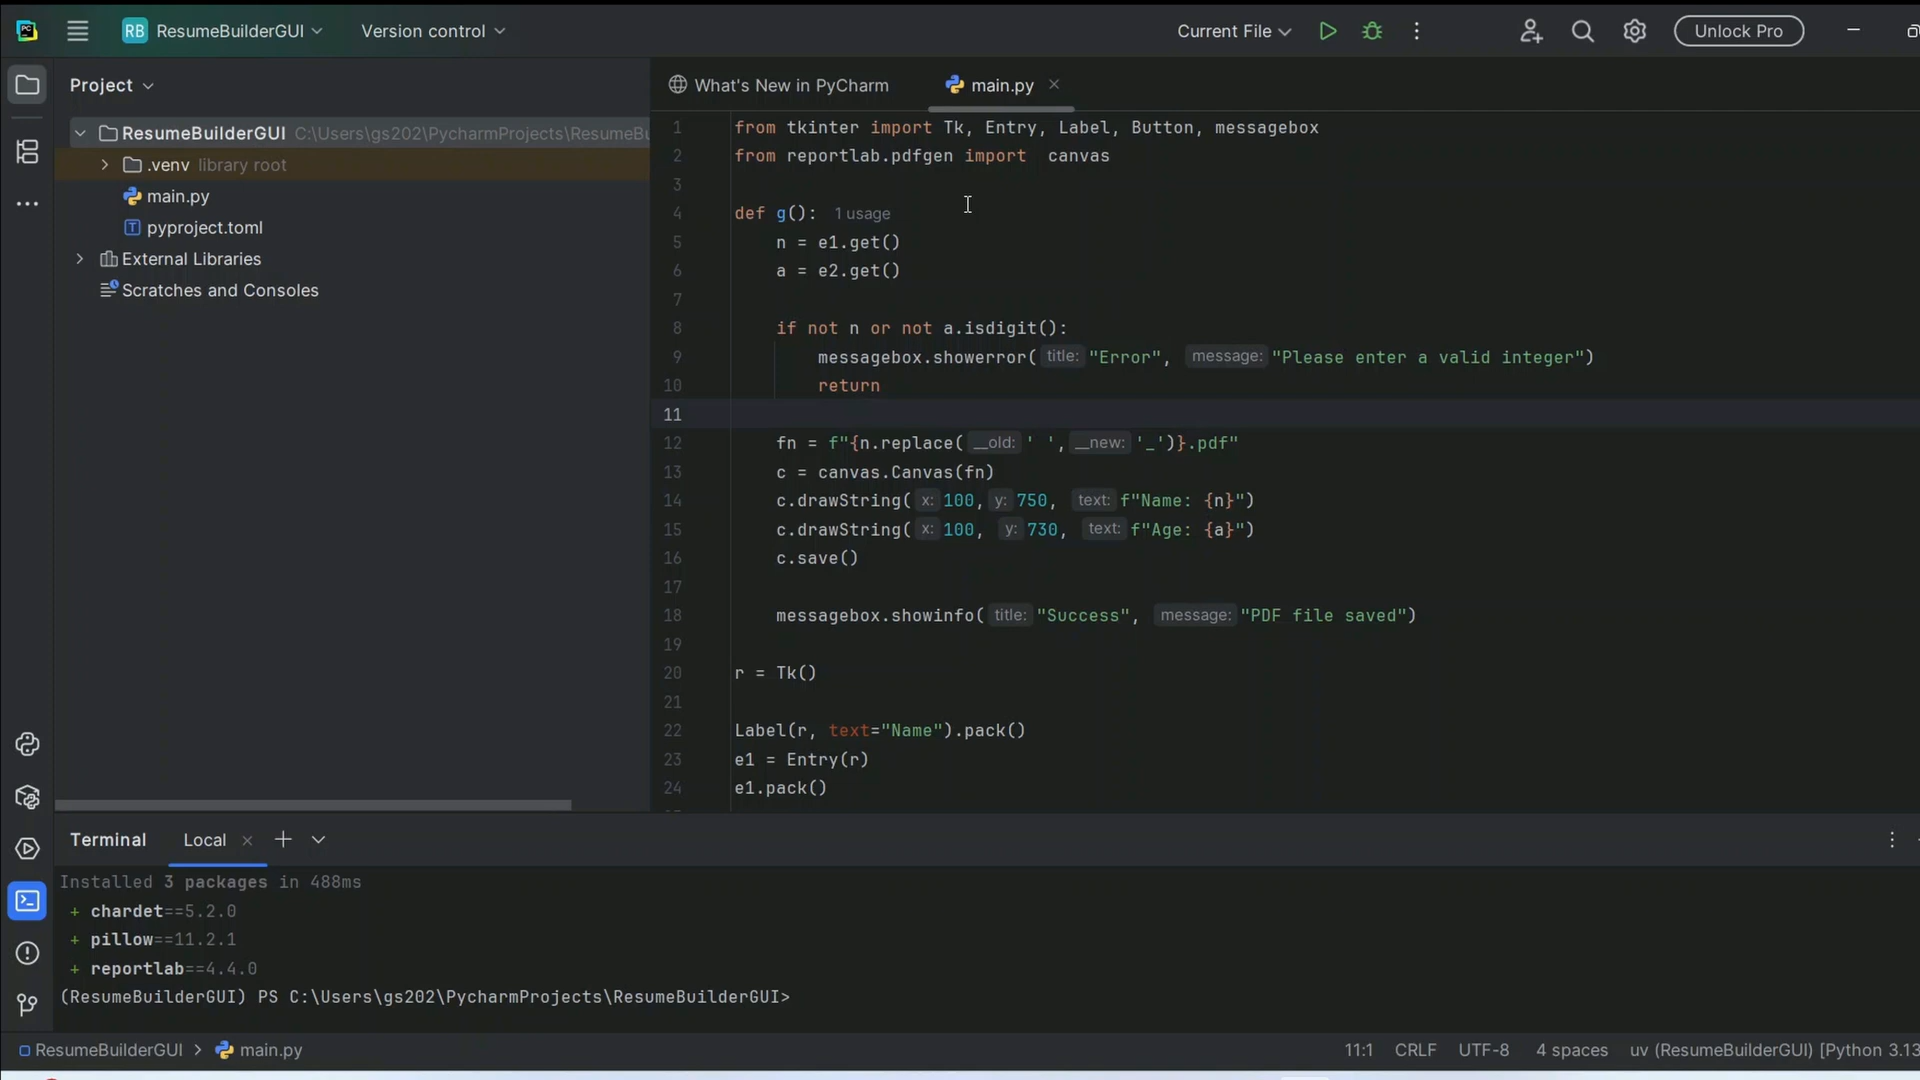 PC
RB ResumeBuilderGUI Version control Current File Unlock Pro
Project
ResumeBuilderGUI C:\Users\gs202\PycharmProjects\ResumeBu
.venv library root
main.py
pyproject.toml
External Libraries
Scratches and Consoles
What's New in PyCharm main.py
1 from tkinter import Tk, Entry, Label, Button, messagebox
2 from reportlab.pdfgen import  canvas
3
4 def g(): 1 usage
5     n = e1.get()
6     a = e2.get()
7
8     if not n or not a.isdigit():
9         messagebox.showerror( title: "Error", message: "Please enter a valid integer")
10         return
11
12     fn = f"{n.replace( __old: ' ', __new: '_')}.pdf"
13     c = canvas.Canvas(fn)
14     c.drawString( x: 100, y: 750, text: f"Name: {n}")
15     c.drawString( x: 100, y: 730, text: f"Age: {a}")
16     c.save()
17
18     messagebox.showinfo( title: "Success", message: "PDF file saved")
19
20 r = Tk()
21
22 Label(r, text="Name").pack()
23 e1 = Entry(r)
24 e1.pack()
Terminal Local
Installed 3 packages in 488ms
+ chardet==5.2.0
+ pillow==11.2.1
+ reportlab==4.4.0
(ResumeBuilderGUI) PS C:\Users\gs202\PycharmProjects\ResumeBuilderGUI>
ResumeBuilderGUI > main.py 11:1 CRLF UTF-8 4 spaces uv (ResumeBuilderGUI) [Python 3.13